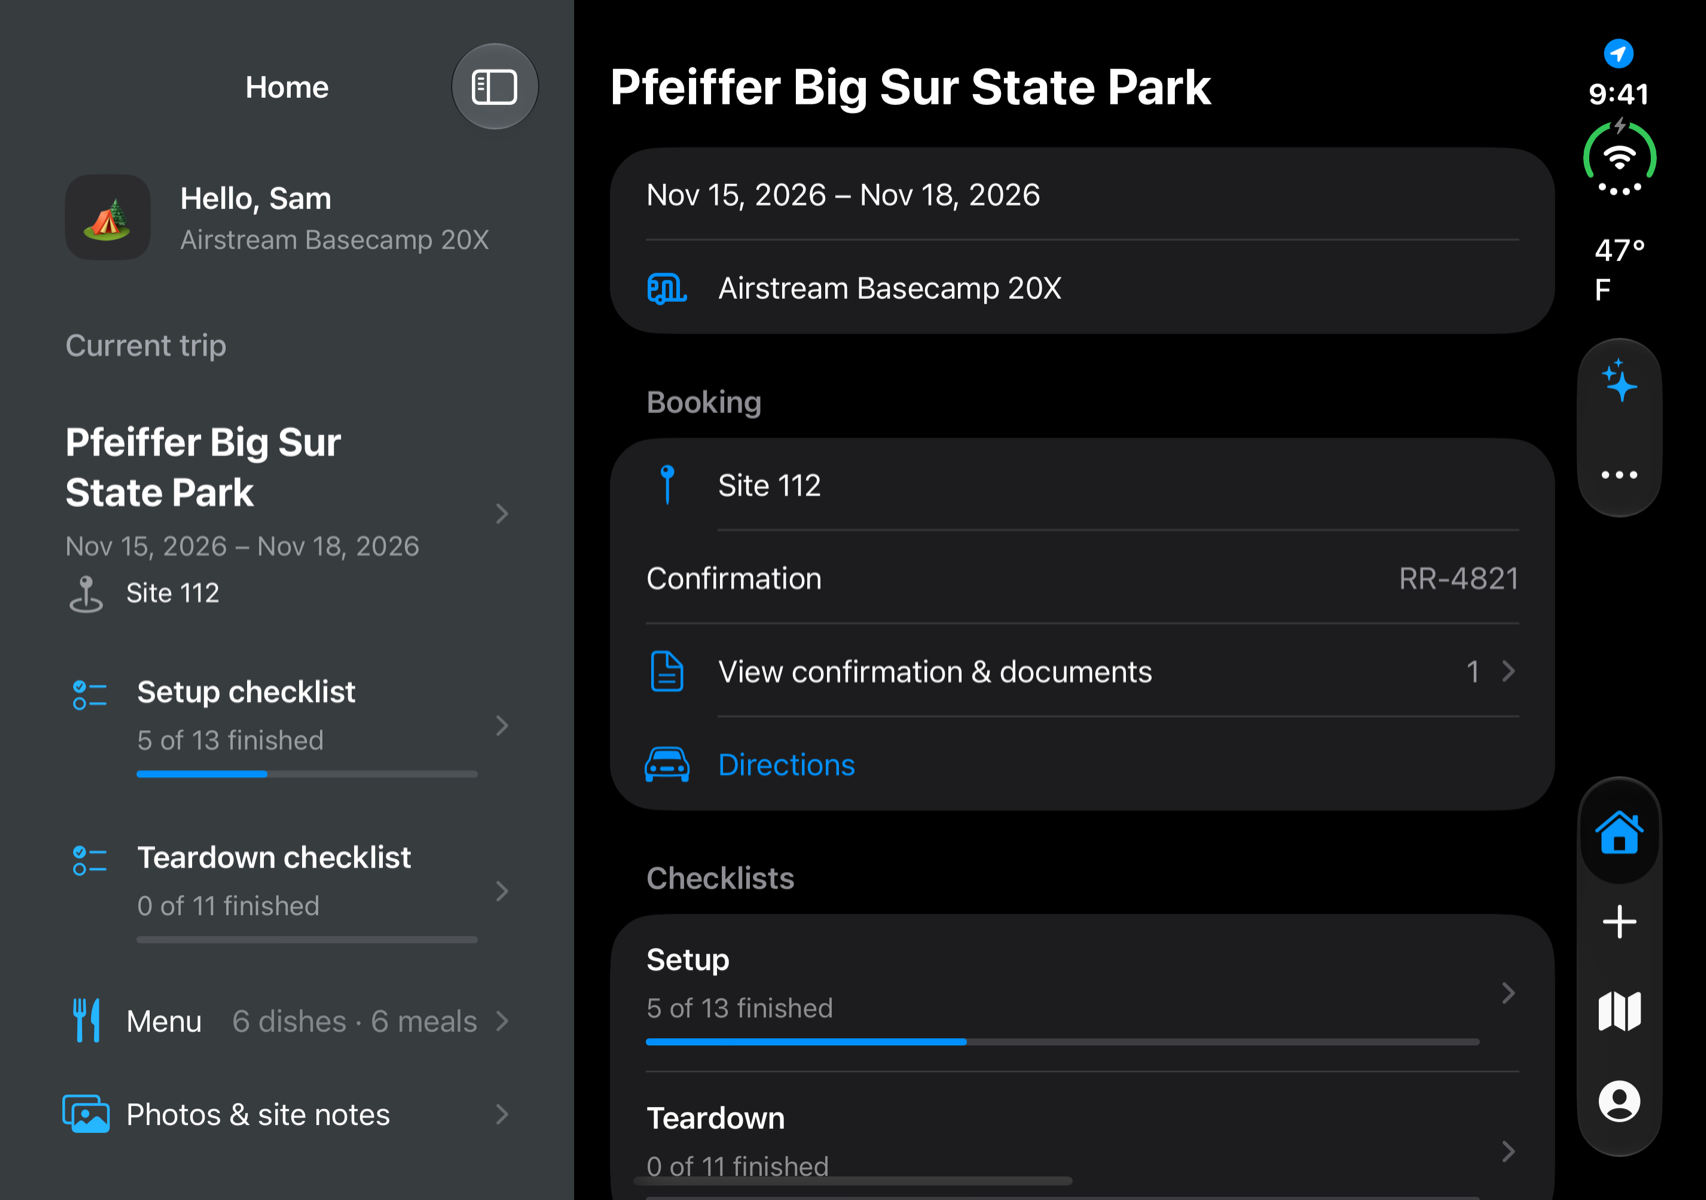 Home
Hello, Sam
Airstream Basecamp 20X
Current trip
Pfeiffer Big Sur
State Park
Nov 15, 2026 – Nov 18, 2026
Site 112
Setup checklist
5 of 13 finished
Teardown checklist
0 of 11 finished
Menu 6 dishes · 6 meals
Photos & site notes
Pfeiffer Big Sur State Park
Nov 15, 2026 – Nov 18, 2026
Airstream Basecamp 20X
Booking
Site 112
Confirmation RR-4821
View confirmation & documents 1
Directions
Checklists
Setup
5 of 13 finished
Teardown
0 of 11 finished
9:41
47°
F